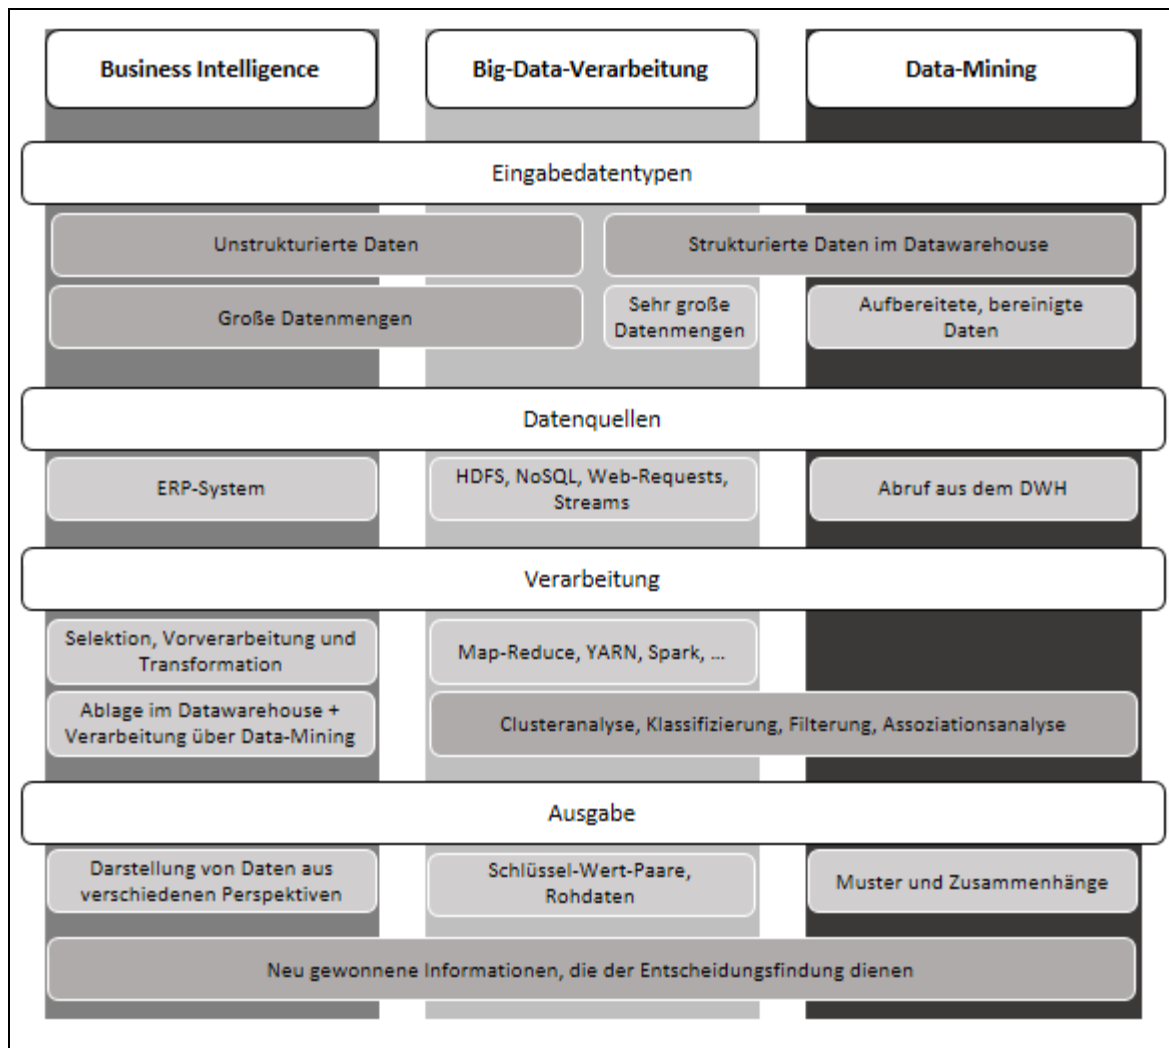 Business Intelligence
Big-Data-Verarbeitung
Data-Mining
Eingabedatentypen
Unstrukturierte Daten
Strukturierte Daten im Datawarehouse
Große Datenmengen
Sehr große
Datenmengen
Aufbereitete, bereinigte
Daten
Datenquellen
ERP-System
HDFS, NoSQL, Web-Requests,
Streams
Abruf aus dem DWH
Verarbeitung
Selektion, Vorverarbeitung und
Transformation
Map-Reduce, YARN, Spark, ...
Ablage im Datawarehouse +
Verarbeitung über Data-Mining
Clusteranalyse, Klassifizierung, Filterung, Assoziationsanalyse
Ausgabe
Darstellung von Daten aus
verschiedenen Perspektiven
Schlüssel-Wert-Paare,
Rohdaten
Muster und Zusammenhänge
Neu gewonnene Informationen, die der Entscheidungsfindung dienen